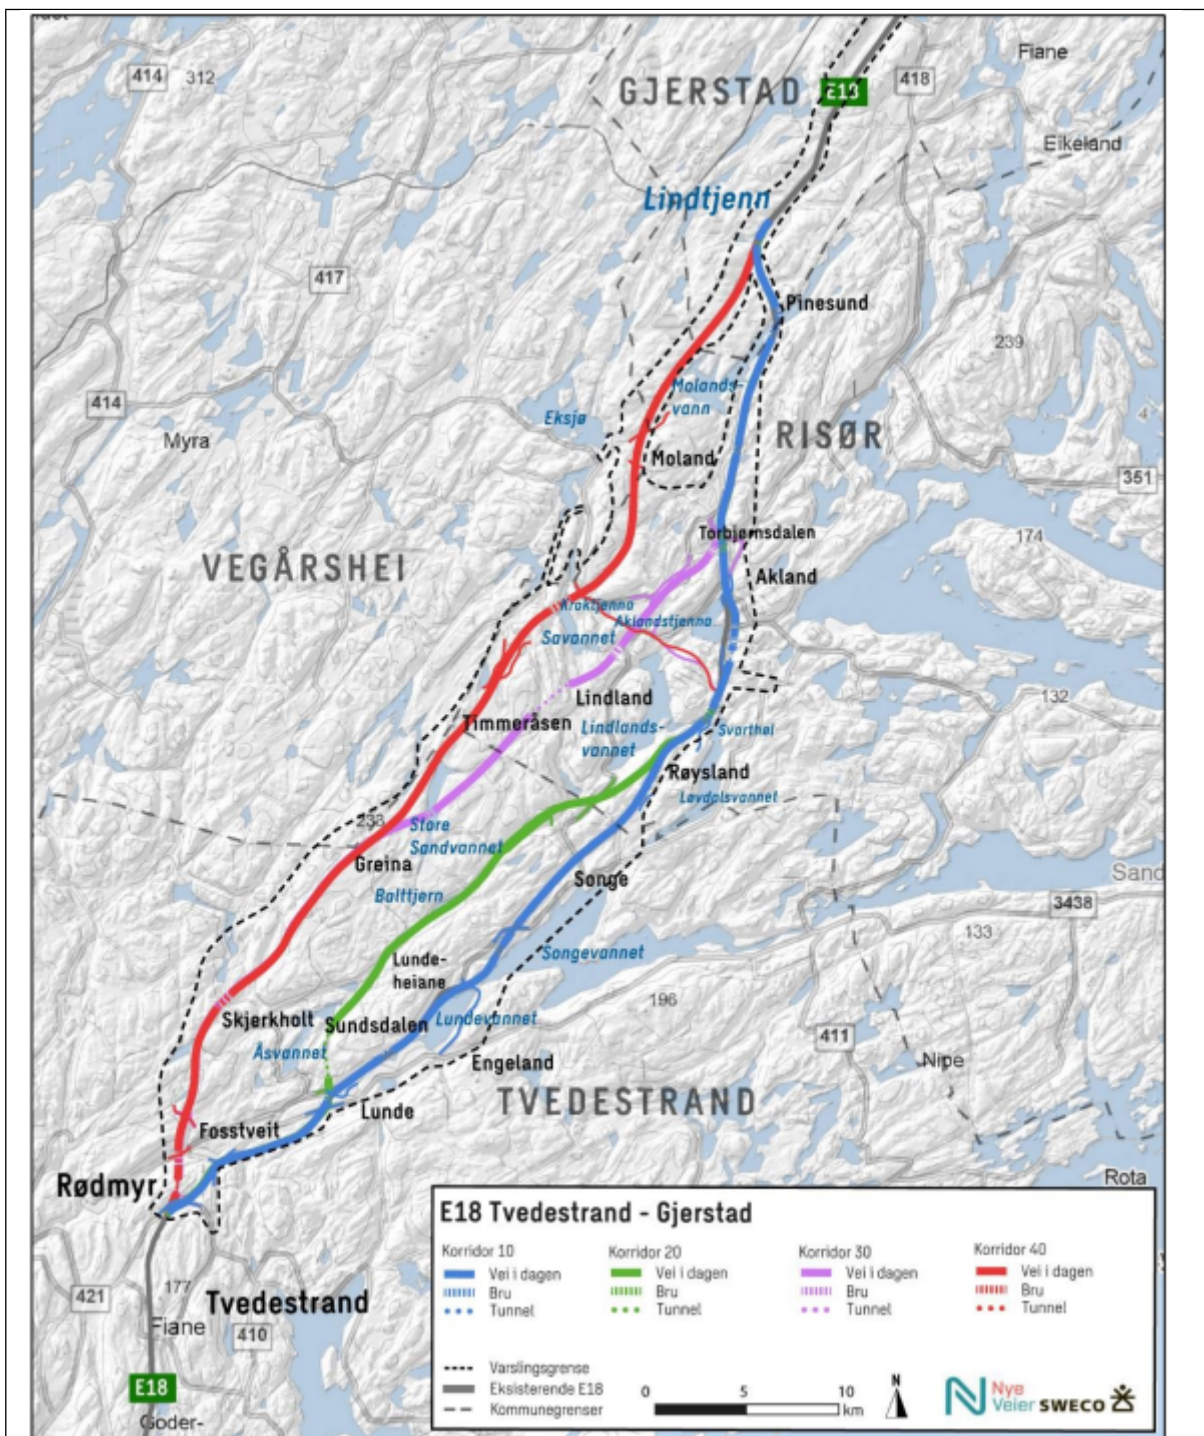 414
312
GJERSTAD
E18
418
Fiane
Eikeland
Lindtjenn
417
Pinesund
239
Molands-
vann
414
Eksjø
Myra
RISØR
4
Moland
351
Torbjørnsdalen
174
VEGÅRSHEI
Akland
Kroktjenna
Aklandstjenna
Savannet
Lindland
132
Timmeråsen
Lindlands-
vannet
Svarthøl
Røysland
Løvdalsvannet
233
Store
Sandvannet
Greina
Songe
Sand
Balttjern
3438
133
Lunde-
heiane
Songevannet
196
Skjerkholt
Sundsdalen
Lundevannet
411
Åsvannet
Engeland
Nipe
TVEDESTRAND
Lunde
Fosstveit
Rødmyr
Rota
E18 Tvedestrand - Gjerstad
Korridor 10
Vei i dagen
Bru
Tunnel
Korridor 20
Vei i dagen
Bru
Tunnel
Korridor 30
Vei i dagen
Bru
Tunnel
Korridor 40
Vei i dagen
Bru
Tunnel
177
421
Tvedestrand
Fiane
410
Varslingsgrense
Eksisterende E18
Kommunegrenser
0 5 10
km
N
Nye
Veier
SWECO
E18
Goder-